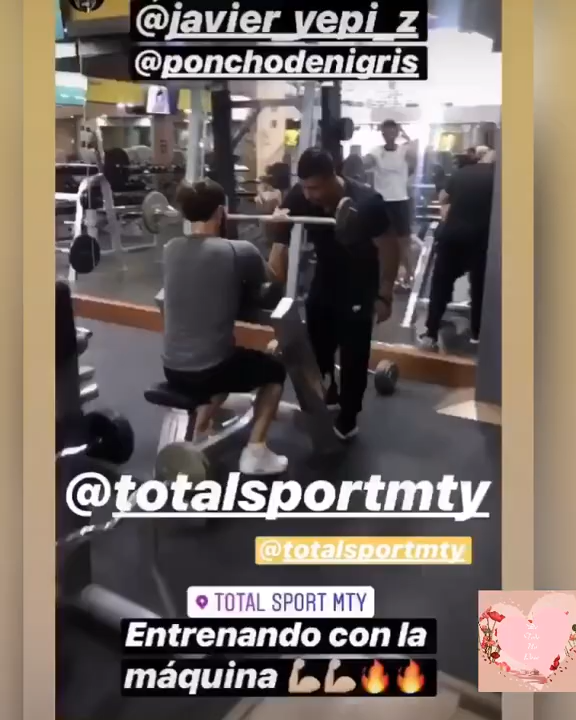 @javier_yepi_z
@ponchodenigris
@totalsportmty
@totalsportmty
TOTAL SPORT MTY
Entrenando con la
máquina 💪🏼💪🏼🔥🔥